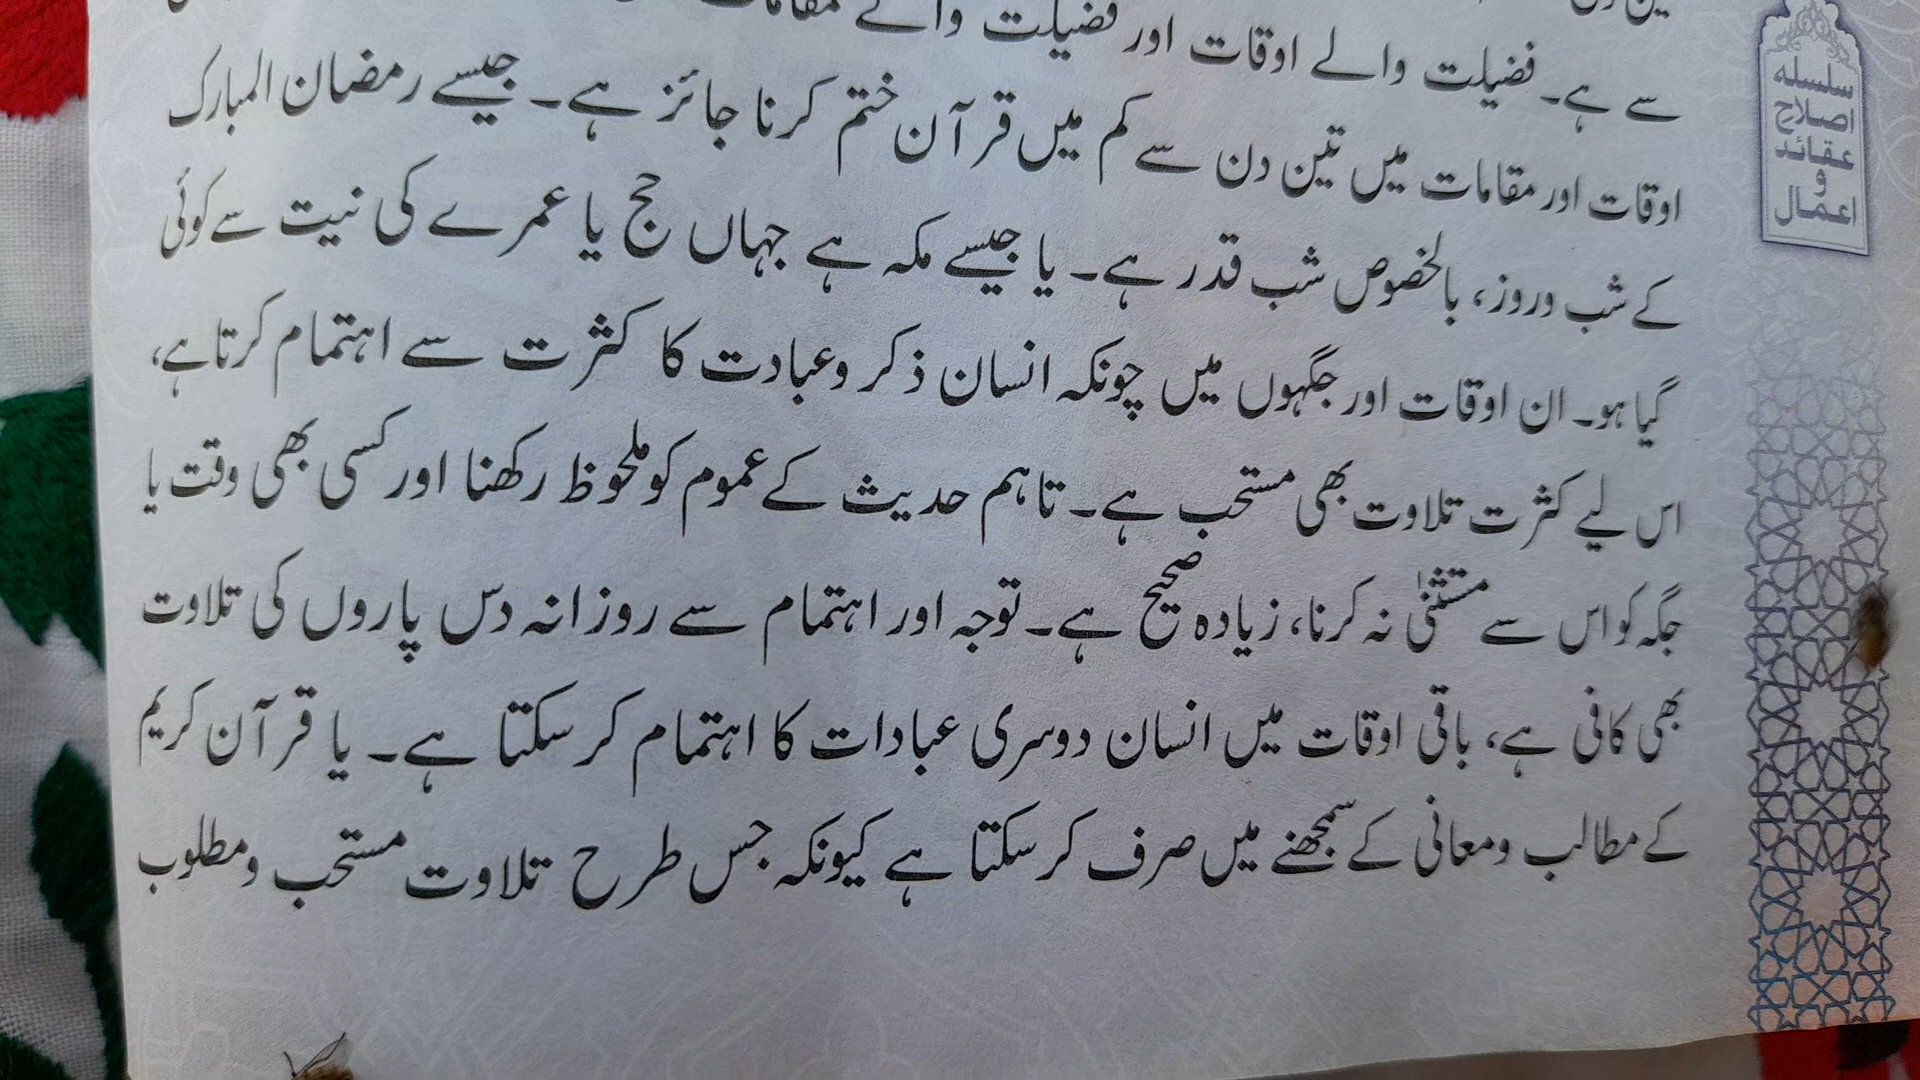 سے ہے۔ فضیلت والے اوقات اور فضیلت والے مقامات
اوقات اور مقامات میں تین دن سے کم میں قرآن ختم کرنا جائز ہے۔ جیسے رمضان المبارک
کے شب وروز، بالخصوص شب قدر ہے۔ یا جیسے مکہ ہے جہاں حج یا عمرے کی نیت سے کوئی
گیا ہو۔ ان اوقات اور جگہوں میں چونکہ انسان ذکر وعبادت کا کثرت سے اہتمام کرتا ہے،
اس لیے کثرت تلاوت بھی مستحب ہے۔ تاہم حدیث کے عموم کو ملحوظ رکھنا اور کسی بھی وقت یا
جگہ کو اس سے مستثنیٰ نہ کرنا، زیادہ صحیح ہے۔ توجہ اور اہتمام سے روزانہ دس پاروں کی تلاوت
بھی کافی ہے، باقی اوقات میں انسان دوسری عبادات کا اہتمام کر سکتا ہے۔ یا قرآن کریم
کے مطالب ومعانی کے سمجھنے میں صرف کر سکتا ہے کیونکہ جس طرح تلاوت مستحب ومطلوب
سلسله
اصلاح
عقائد
و
اعمال